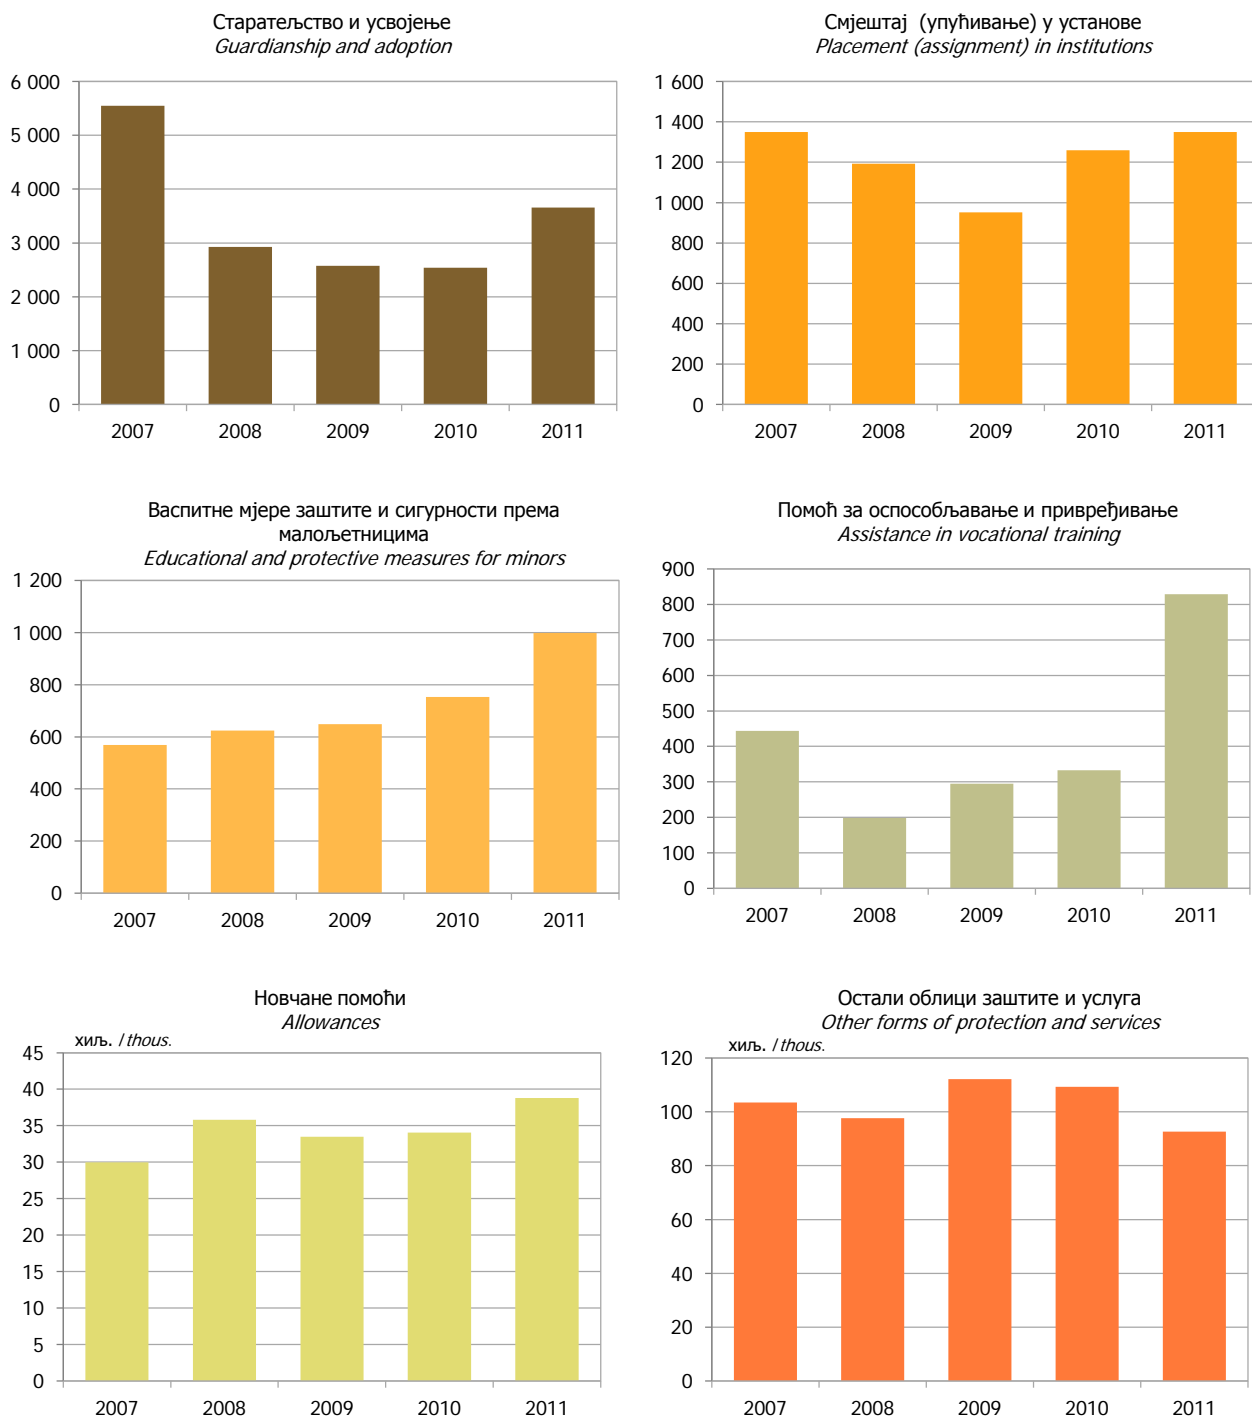 Старатељство и усвојење
Guardianship and adoption
6 000
5 000
4 000
3 000
2 000
1 000
0
2007 2008 2009 2010 2011
Смјештај (упућивање) у установе
Placement (assignment) in institutions
1 600
1 400
1 200
1 000
800
600
400
200
0
2007 2008 2009 2010 2011
Васпитне мјере заштите и сигурности према
малољетницима
Educational and protective measures for minors
1 200
1 000
800
600
400
200
0
2007 2008 2009 2010 2011
Помоћ за оспособљавање и привређивање
Assistance in vocational training
900
800
700
600
500
400
300
200
100
0
2007 2008 2009 2010 2011
Новчане помоћи
Allowances
хиљ. / thous.
45
40
35
30
25
20
15
10
5
0
2007 2008 2009 2010 2011
Остали облици заштите и услуга
Other forms of protection and services
хиљ. / thous.
120
100
80
60
40
20
0
2007 2008 2009 2010 2011